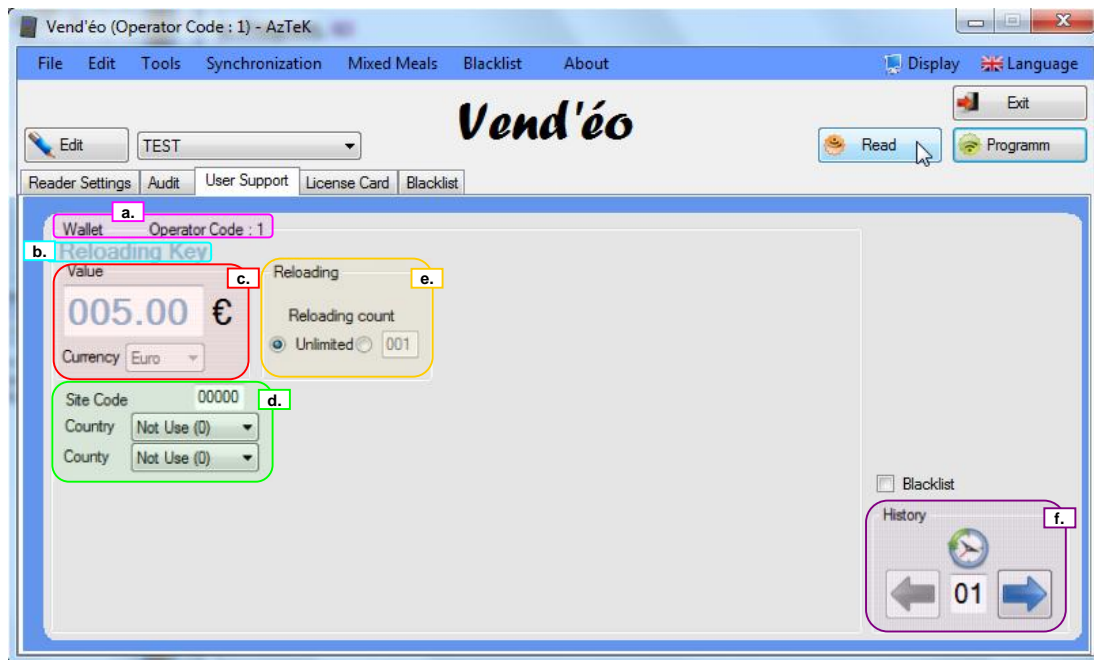 Vend'éo (Operator Code : 1) - AzTeK
File Edit Tools Synchronization Mixed Meals Blacklist About Display Language
Vend'éo
Exit
Edit TEST Read Programm
Reader Settings Audit User Support License Card Blacklist
a.
Wallet Operator Code : 1
b. Reloading Key
Value c. Reloading e.
005.00 € Reloading count
Unlimited 001
Currency Euro
Site Code 00000 d.
Country Not Use (0)
County Not Use (0)
Blacklist
History f.
01